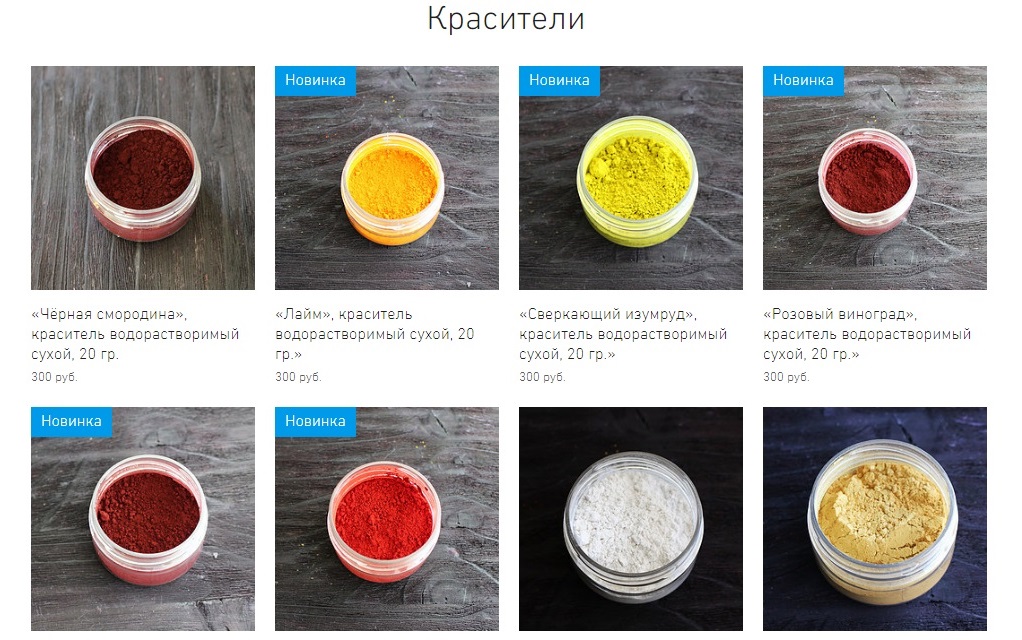 Красители
Новинка
Новинка
Новинка
«Чёрная смородина»,
краситель водорастворимый
сухой, 20 гр.
300 руб.
«Лайм», краситель
водорастворимый сухой, 20
гр.»
300 руб.
«Сверкающий изумруд»,
краситель водорастворимый
сухой, 20 гр.»
300 руб.
«Розовый виноград»,
краситель водорастворимый
сухой, 20 гр.»
300 руб.
Новинка
Новинка